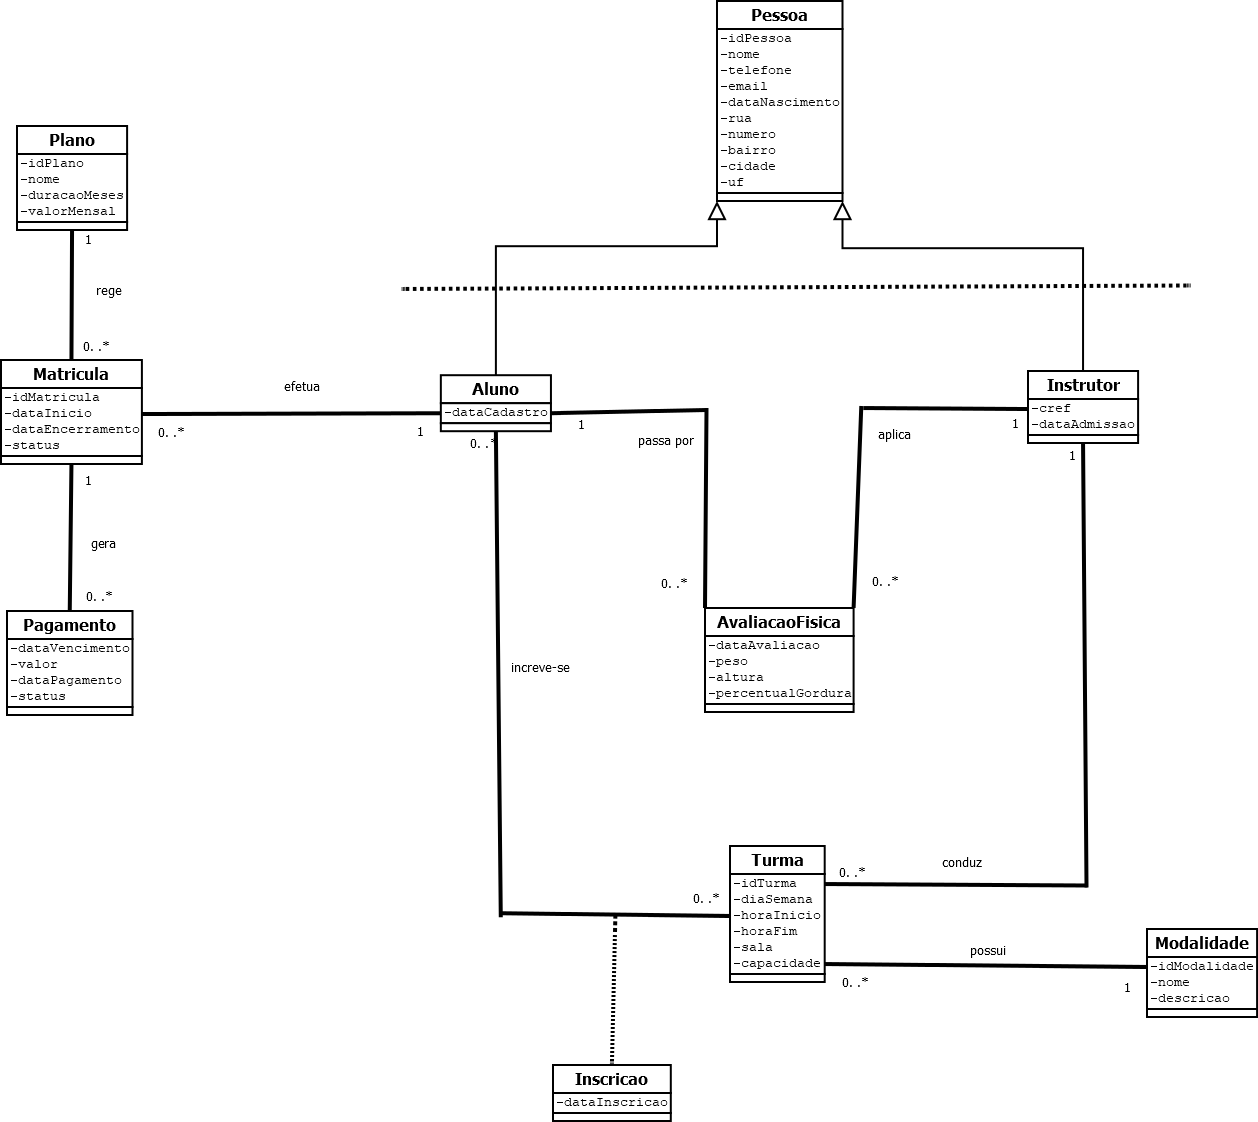 Pessoa
-idPessoa
-nome
-telefone
-email
-dataNascimento
-rua
-numero
-bairro
-cidade
-uf
Plano
-idPlano
-nome
-duracaoMeses
-valorMensal
1
rege
0..*
Matricula
-idMatricula
-dataInicio
-dataEncerramento
-status
efetua
0..*
1
Aluno
-dataCadastro
0..*
1
passa por
Instrutor
-cref
-dataAdmissao
1
aplica
1
1
gera
0..*
Pagamento
-dataVencimento
-valor
-dataPagamento
-status
0..*
0..*
AvaliacaoFisica
-dataAvaliacao
-peso
-altura
-percentualGordura
increve-se
0..*
Turma
-idTurma
-diaSemana
-horaInicio
-horaFim
-sala
-capacidade
0..*
conduz
possui
0..*
1
Modalidade
-idModalidade
-nome
-descricao
Inscricao
-dataInscricao